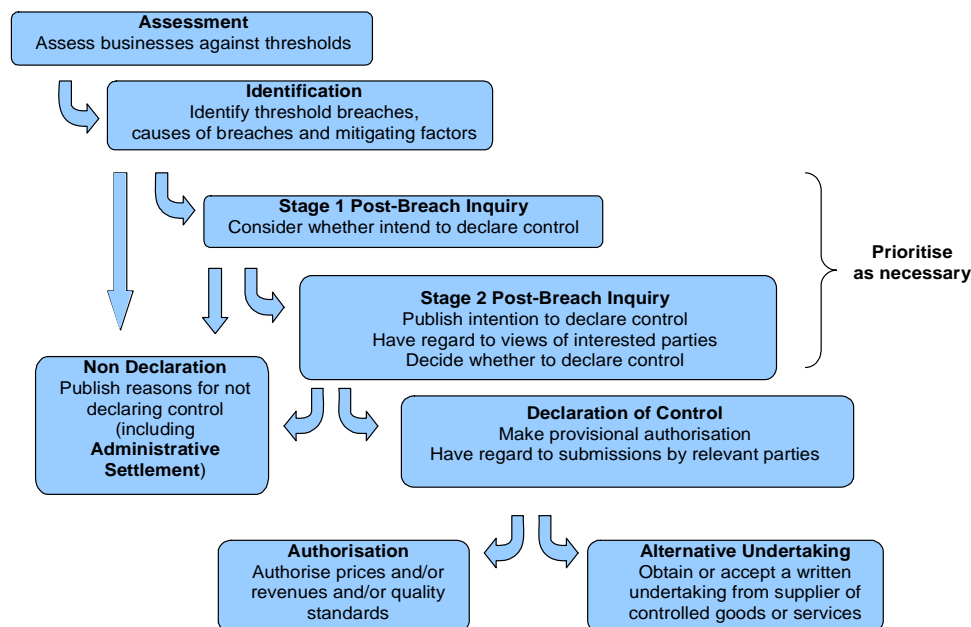 Assessment
Assess businesses against thresholds
Identification
Identify threshold breaches,
causes of breaches and mitigating factors
Stage 1 Post-Breach Inquiry
Consider whether intend to declare control
Prioritise
as necessary
Stage 2 Post-Breach Inquiry
Publish intention to declare control
Have regard to views of interested parties
Decide whether to declare control
Non Declaration
Publish reasons for not
declaring control
(including
Administrative
Settlement)
Declaration of Control
Make provisional authorisation
Have regard to submissions by relevant parties
Authorisation
Authorise prices and/or
revenues and/or quality
standards
Alternative Undertaking
Obtain or accept a written
undertaking from supplier of
controlled goods or services